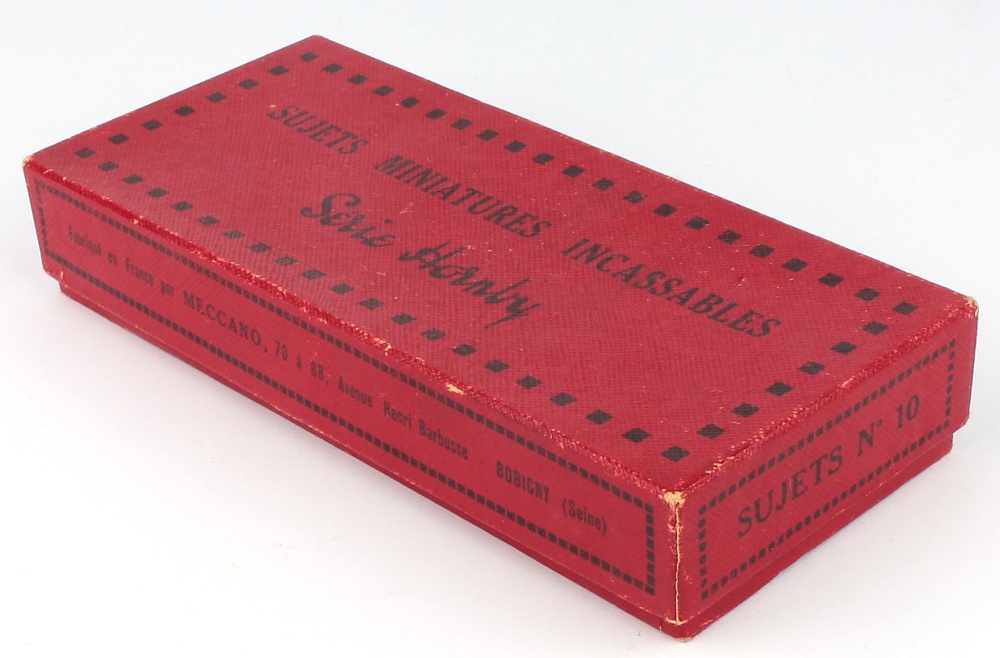 SUJETS MINIATURES INCASSABLES
Série Hornby
Fabriqué en France par MECCANO, 70 à 88, Avenue Henri Barbusse - BOBIGNY (Seine)
SUJETS N° 10